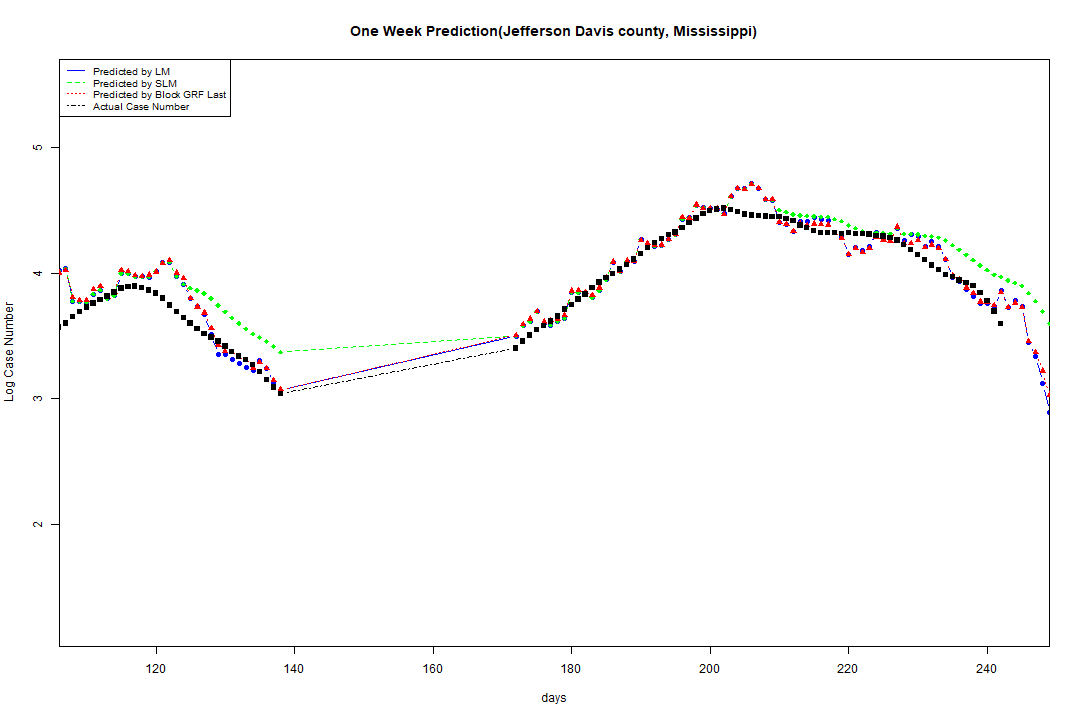 One Week Prediction(Jefferson Davis county, Mississippi)
Predicted by LM
Predicted by SLM
Predicted by Block GRF Last
Actual Case Number
Log Case Number
5
4
3
2
120 140 160 180 200 220 240
days